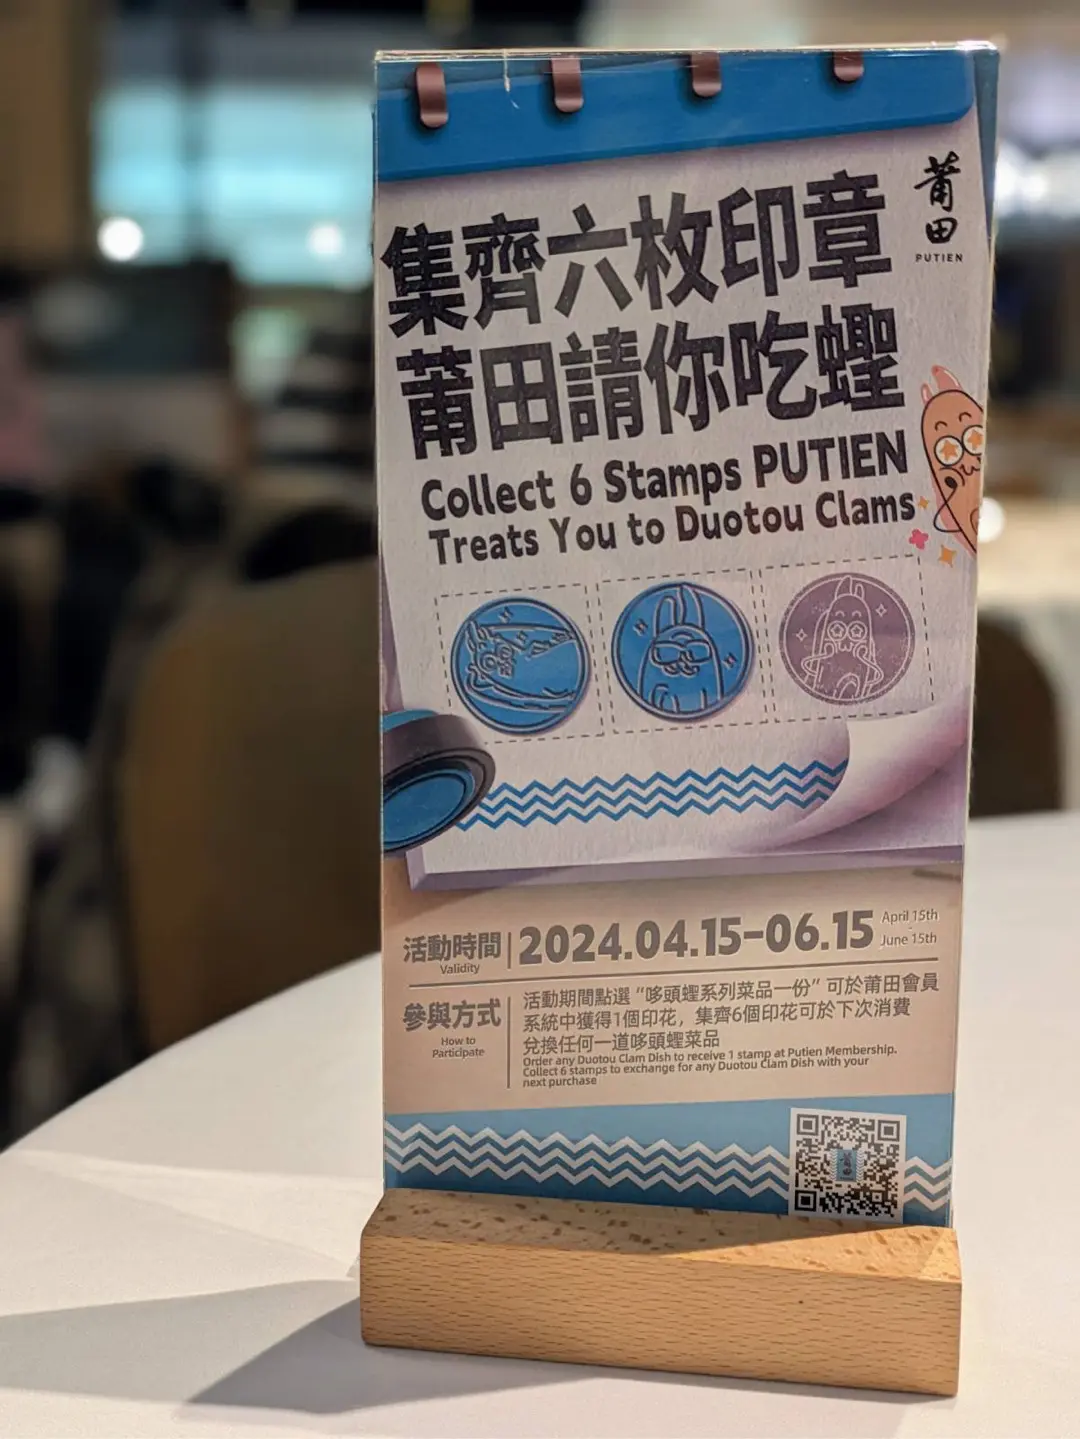 莆田
PUTIEN
集齊六枚印章
莆田請你吃蟶
Collect 6 Stamps PUTIEN
Treats You to Duotou Clams
活動時間
Validity
2024.04.15-06.15
April 15th
-
June 15th
參與方式
How to
Participate
活動期間點選“哆頭蟶系列菜品一份”可於莆田會員
系統中獲得1個印花，集齊6個印花可於下次消費
兌換任何一道哆頭蟶菜品
Order any Duotou Clam Dish to receive 1 stamp at Putien Membership.
Collect 6 stamps to exchange for any Duotou Clam Dish with your
next purchase
莆田